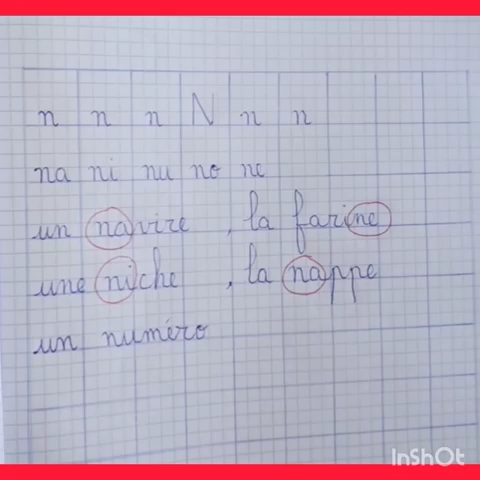 n n n N n n
na ni nu no ne
un navire , la farine
une niche , la nappe
un numéro
InShOt